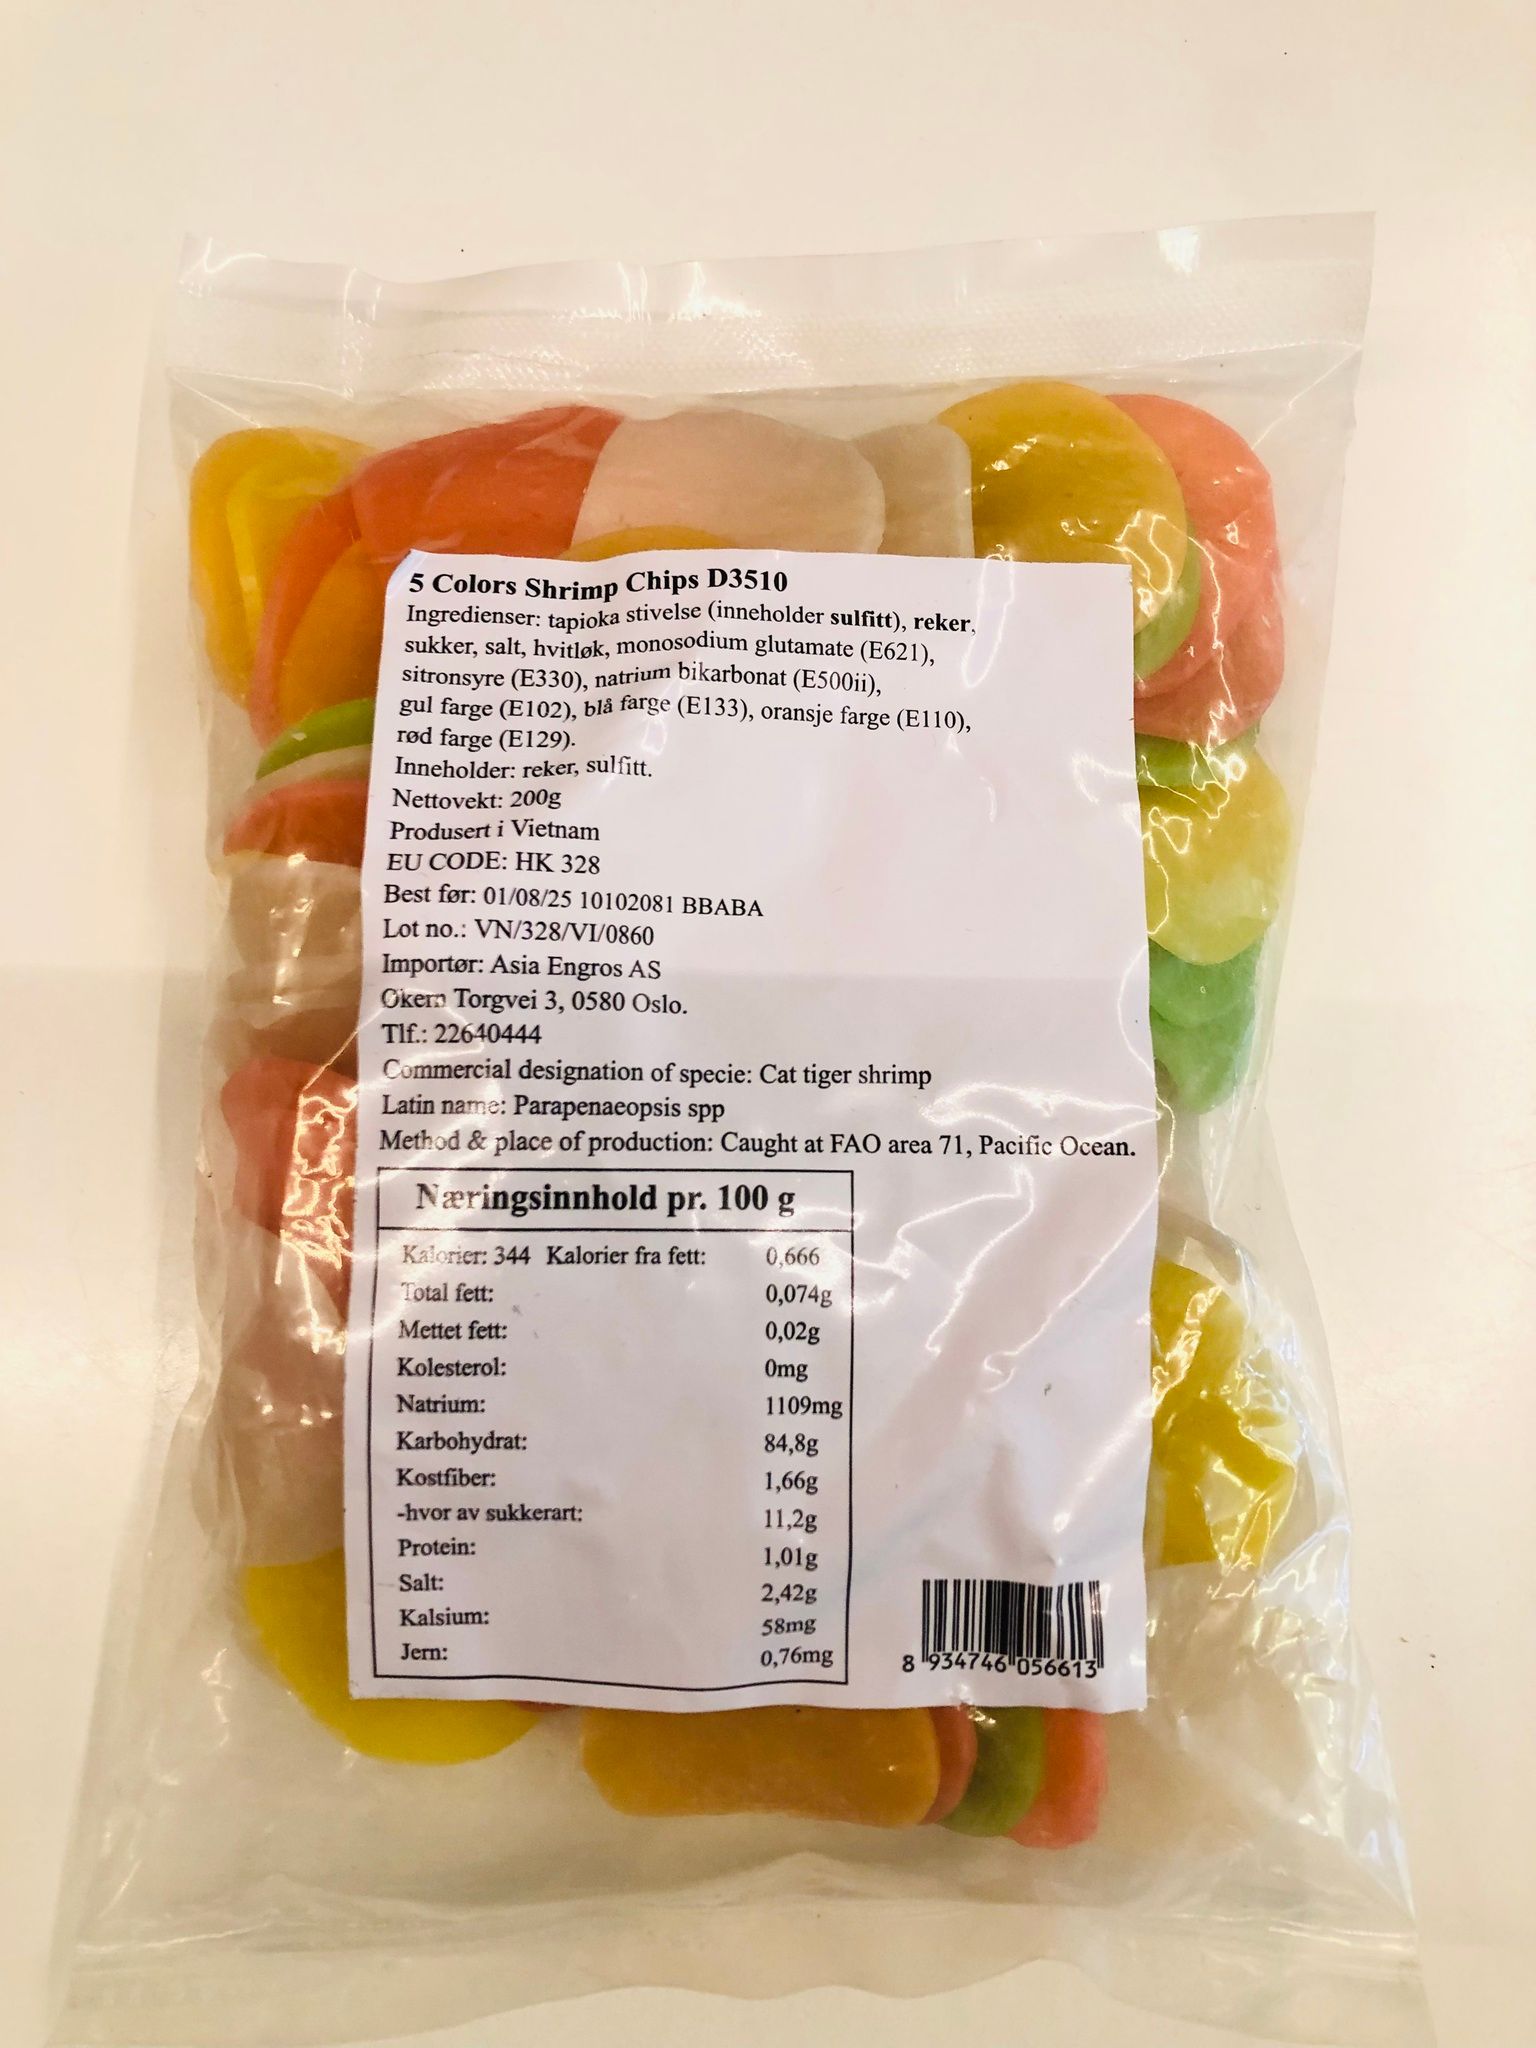 5 Colors Shrimp Chips D3510
Ingredienser: tapioka stivelse (inneholder sulfitt), reker,
sukker, salt, hvitløk, monosodium glutamate (E621),
sitronsyre (E330), natrium bikarbonat (E500ii),
gul farge (E102), blå farge (E133), oransje farge (E110),
rød farge (E129).
Inneholder: reker, sulfitt.
Nettovekt: 200g
Produsert i Vietnam
EU CODE: HK 328
Best før: 01/08/25 10102081 BBABA
Lot no.: VN/328/VI/0860
Importør: Asia Engros AS
Økern Torgvei 3, 0580 Oslo.
Tlf.: 22640444
Commercial designation of specie: Cat tiger shrimp
Latin name: Parapenaeopsis spp
Method & place of production: Caught at FAO area 71, Pacific Ocean.
Næringsinnhold pr. 100 g
Kalorier: 344 Kalorier fra fett: 0,666
Total fett: 0,074g
Mettet fett: 0,02g
Kolesterol: 0mg
Natrium: 1109mg
Karbohydrat: 84,8g
Kostfiber: 1,66g
-hvor av sukkerart: 11,2g
Protein: 1,01g
Salt: 2,42g
Kalsium: 58mg
Jern: 0,76mg
8 934746 056613